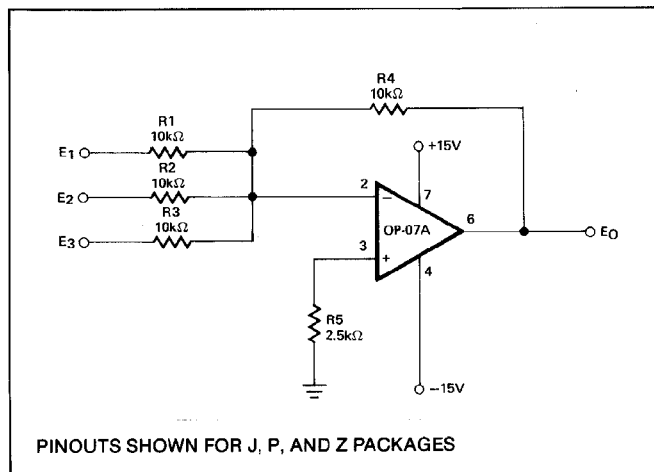 R4
10kΩ
R1
10kΩ
E1
+15V
R2
10kΩ
E2
2
−
7
6
R3
10kΩ
OP-07A
EO
E3
3
+
4
R5
2.5kΩ
−15V
PINOUTS SHOWN FOR J, P, AND Z PACKAGES